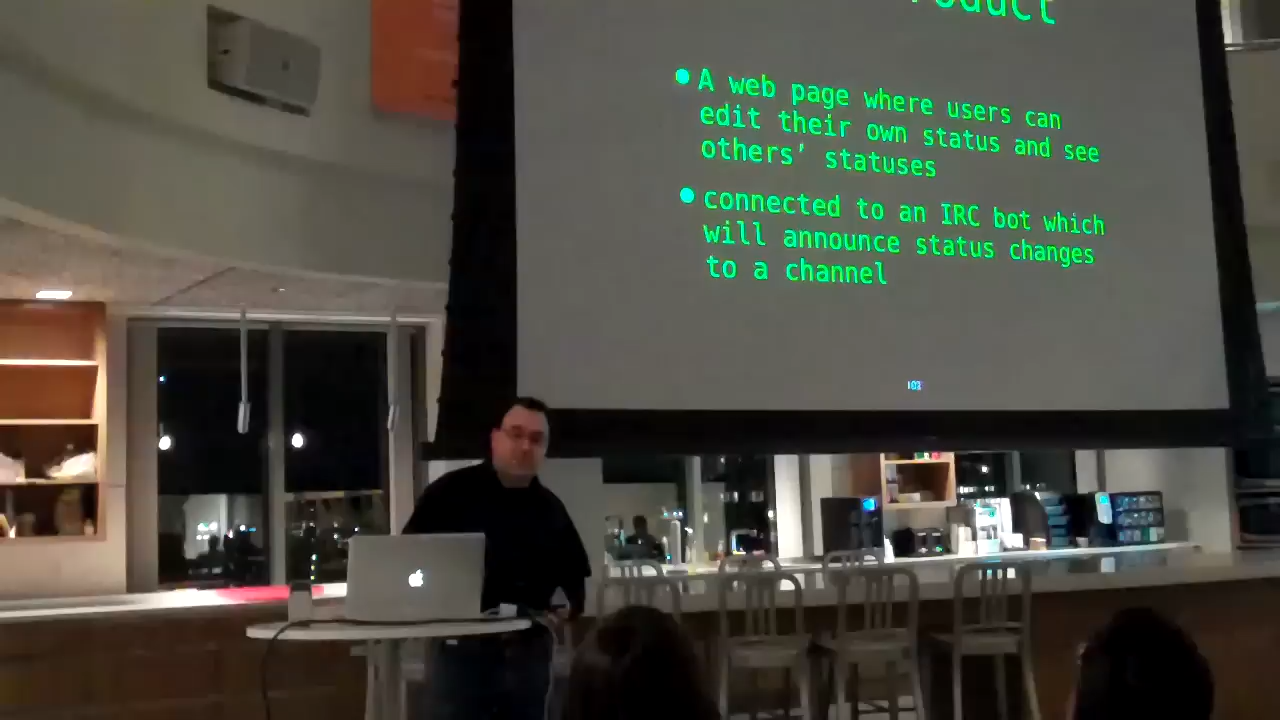 A web page where users can
edit their own status and see
others' statuses
connected to an IRC bot which
will announce status changes
to a channel